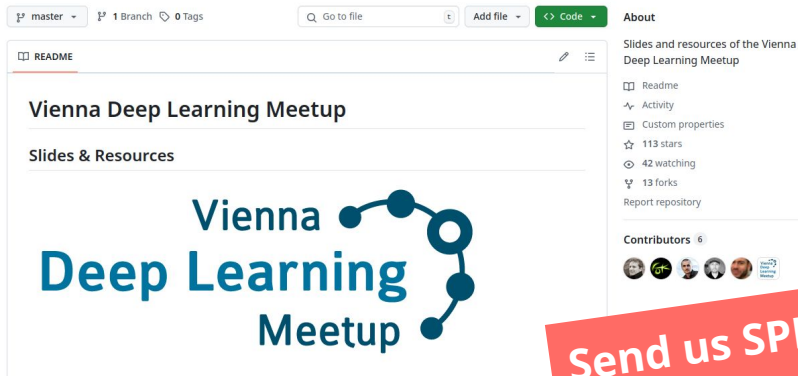 master 1 Branch 0 Tags Go to file t Add file <> Code
README
Vienna Deep Learning Meetup
Slides & Resources
Vienna
Deep Learning
Meetup
About
Slides and resources of the Vienna
Deep Learning Meetup
Readme
Activity
Custom properties
113 stars
42 watching
13 forks
Report repository
Contributors 6
Send us